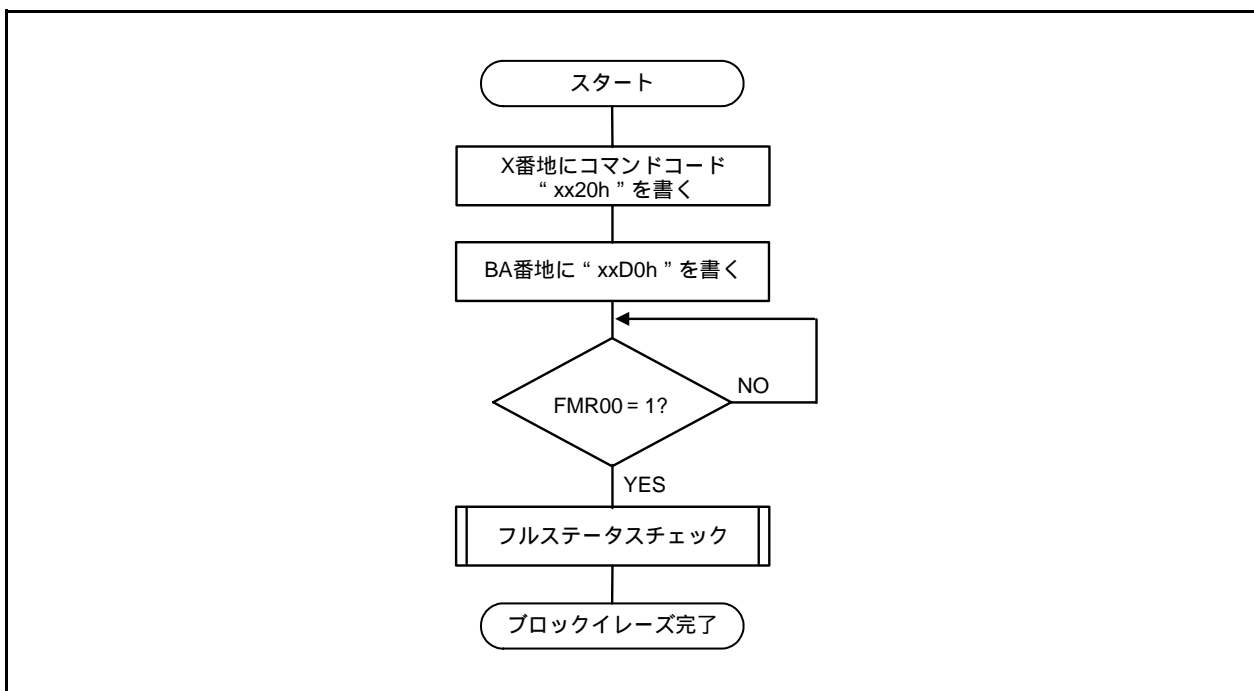 スタート
X番地にコマンドコード
“ xx20h ” を書く
BA番地に “ xxD0h ” を書く
FMR00 = 1?
NO
YES
フルステータスチェック
ブロックイレーズ完了